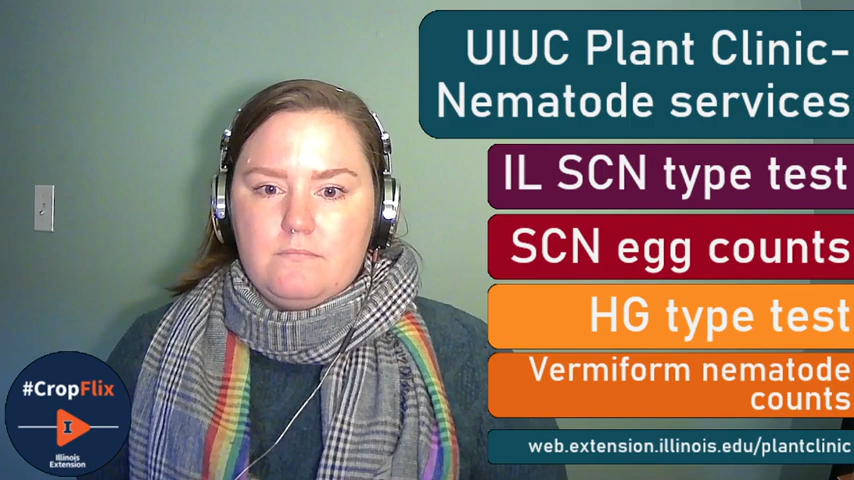 UIUC Plant Clinic-
Nematode services
IL SCN type test
SCN egg counts
HG type test
Vermiform nematode
counts
web.extension.illinois.edu/plantclinic
#CropFlix
I
Illinois
Extension